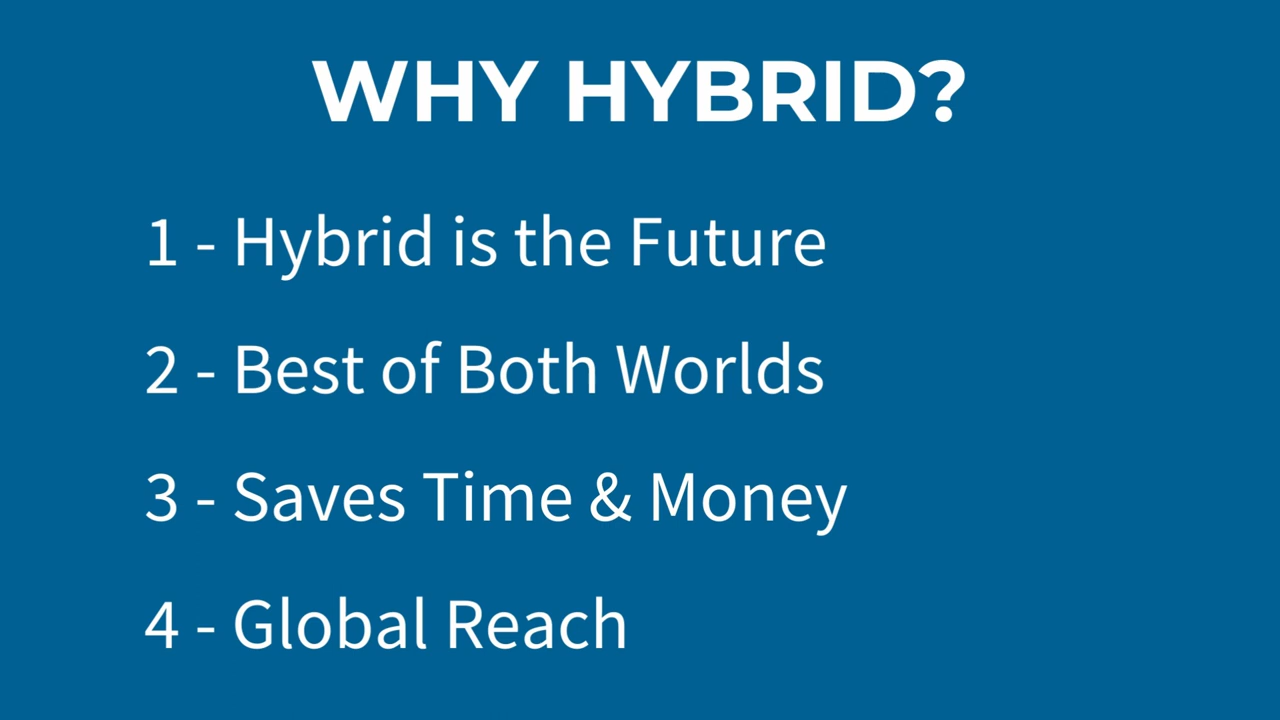 WHY HYBRID?
1 - Hybrid is the Future
2 - Best of Both Worlds
3 - Saves Time & Money
4 - Global Reach